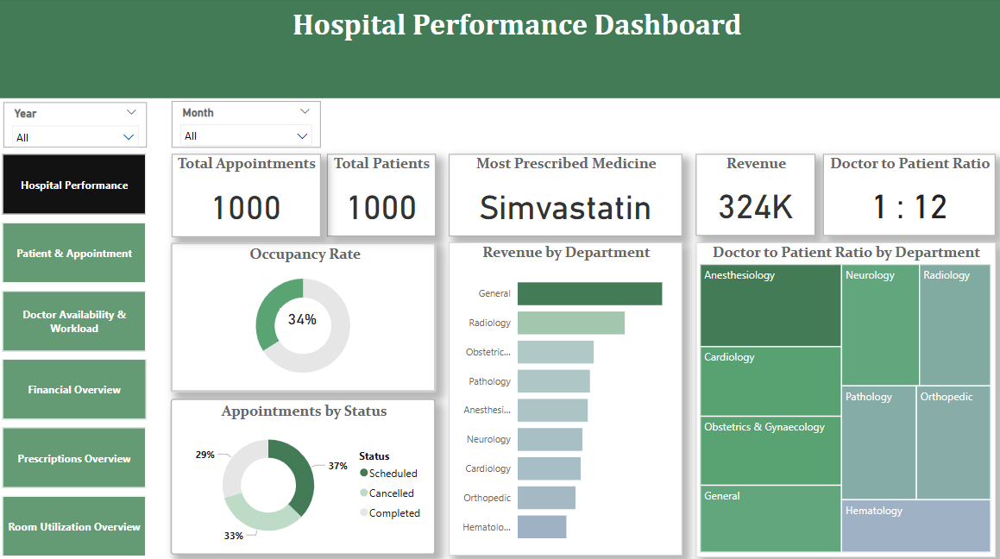 Hospital Performance Dashboard
Year
All
Month
All
Hospital Performance
Patient & Appointment
Doctor Availability &
Workload
Financial Overview
Prescriptions Overview
Room Utilization Overview
Total Appointments
1000
Total Patients
1000
Most Prescribed Medicine
Simvastatin
Revenue
324K
Doctor to Patient Ratio
1 : 12
Occupancy Rate
34%
Appointments by Status
29%
37%
33%
Status
Scheduled
Cancelled
Completed
Revenue by Department
General
Radiology
Obstetric...
Pathology
Anesthesi...
Neurology
Cardiology
Orthopedic
Hematolo...
Doctor to Patient Ratio by Department
Anesthesiology
Cardiology
Obstetrics & Gynaecology
General
Neurology
Radiology
Pathology
Orthopedic
Hematology